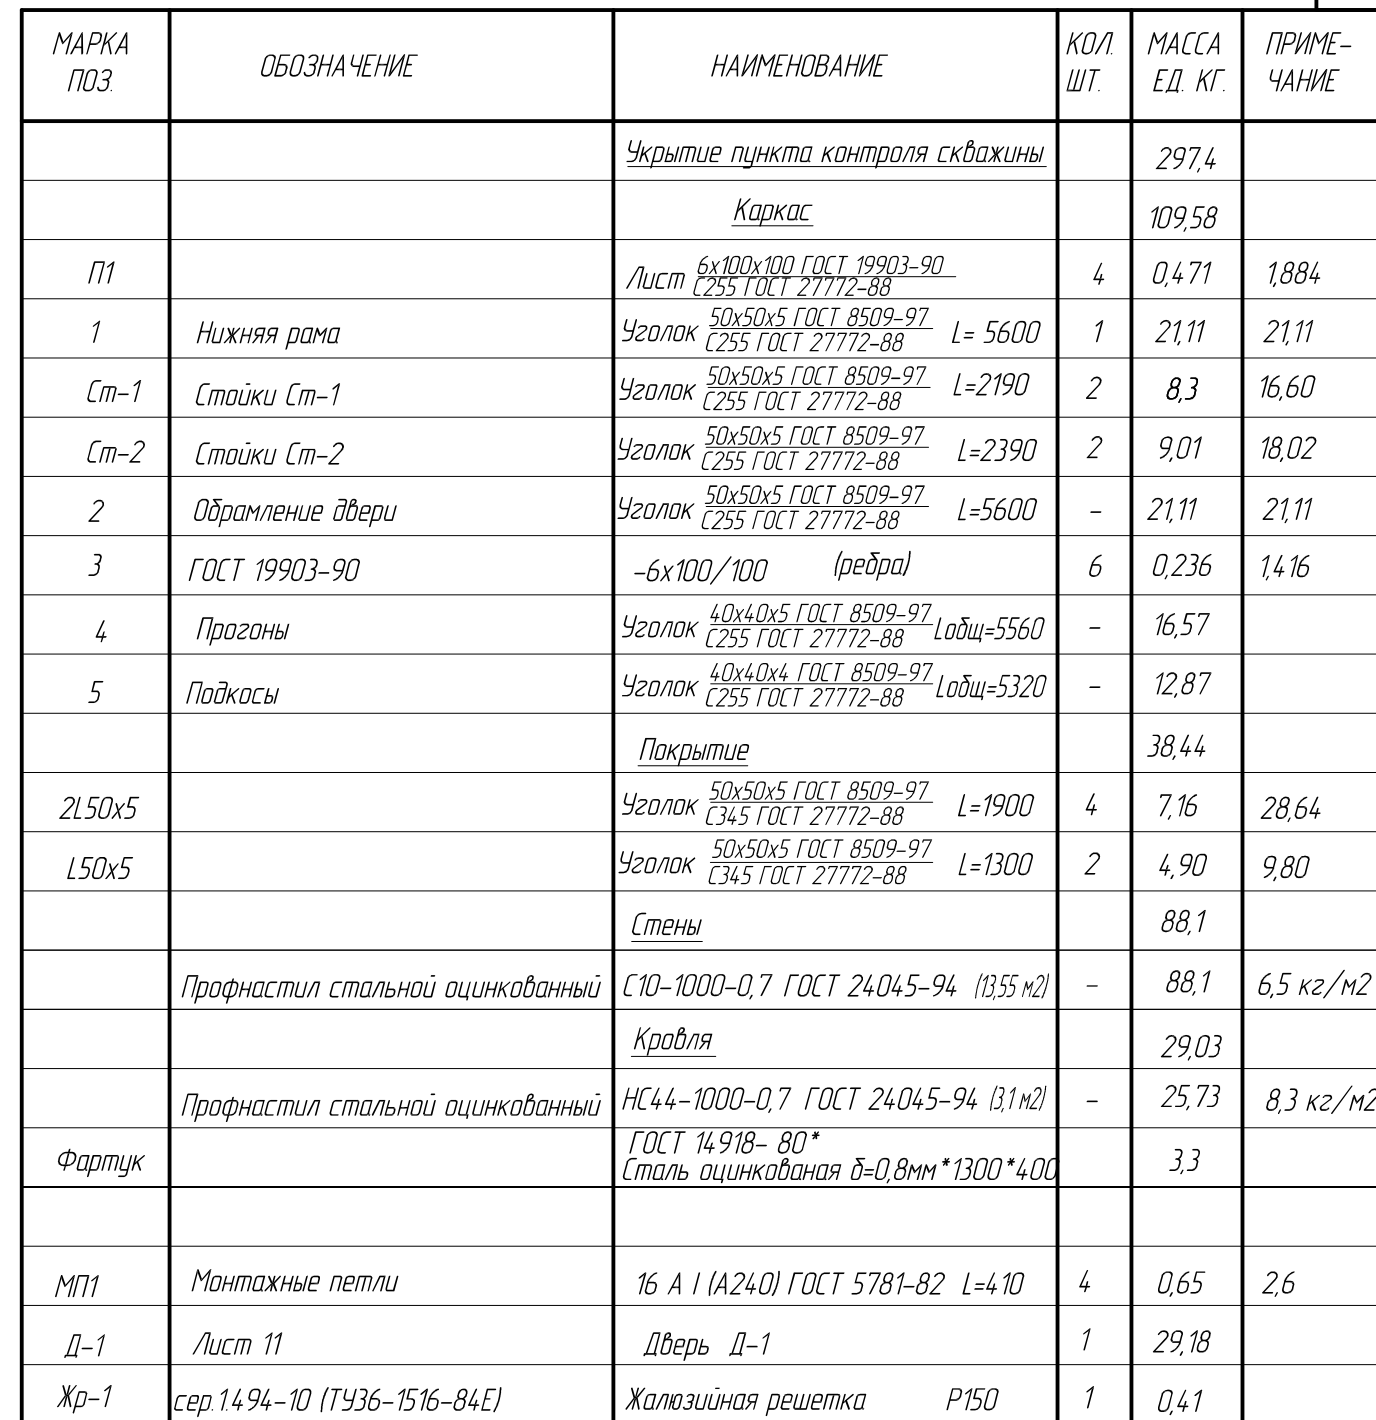 МАРКА ПОЗ. ОБОЗНАЧЕНИЕ НАИМЕНОВАНИЕ КОЛ. ШТ. МАССА ЕД. КГ. ПРИМЕ-ЧАНИЕ
Укрытие пункта контроля скважины 297,4
Каркас 109,58
П1 Лист 6х100х100 ГОСТ 19903-90 4 0,471 1,884
С255 ГОСТ 27772-88
1 Нижняя рама Уголок 50х50х5 ГОСТ 8509-97 L= 5600 1 21,11 21,11
С255 ГОСТ 27772-88
Ст-1 Стойки Ст-1 Уголок 50х50х5 ГОСТ 8509-97 L=2190 2 8,3 16,60
С255 ГОСТ 27772-88
Ст-2 Стойки Ст-2 Уголок 50х50х5 ГОСТ 8509-97 L=2390 2 9,01 18,02
С255 ГОСТ 27772-88
2 Обрамление двери Уголок 50х50х5 ГОСТ 8509-97 L=5600 - 21,11 21,11
С255 ГОСТ 27772-88
3 ГОСТ 19903-90 -6х100/100 (ребра) 6 0,236 1,416
4 Прогоны Уголок 40х40х5 ГОСТ 8509-97 Lобщ=5560 - 16,57
С255 ГОСТ 27772-88
5 Подкосы Уголок 40х40х4 ГОСТ 8509-97 Lобщ=5320 - 12,87
С255 ГОСТ 27772-88
Покрытие 38,44
2L50х5 Уголок 50х50х5 ГОСТ 8509-97 L=1900 4 7,16 28,64
С345 ГОСТ 27772-88
L50х5 Уголок 50х50х5 ГОСТ 8509-97 L=1300 2 4,90 9,80
С345 ГОСТ 27772-88
Стены 88,1
Профнастил стальной оцинкованный С10-1000-0,7 ГОСТ 24045-94 (13,55 м2) - 88,1 6,5 кг/м2
Кровля 29,03
Профнастил стальной оцинкованный НС44-1000-0,7 ГОСТ 24045-94 (3,1 м2) - 25,73 8,3 кг/м2
Фартук ГОСТ 14918- 80* 3,3
Сталь оцинкованая δ=0,8мм*1300*400
МП1 Монтажные петли 16 А I (А240) ГОСТ 5781-82 L=410 4 0,65 2,6
Д-1 Лист 11 Дверь Д-1 1 29,18
Жр-1 сер.1.494-10 (ТУ36-1516-84Е) Жалюзийная решетка Р150 1 0,41